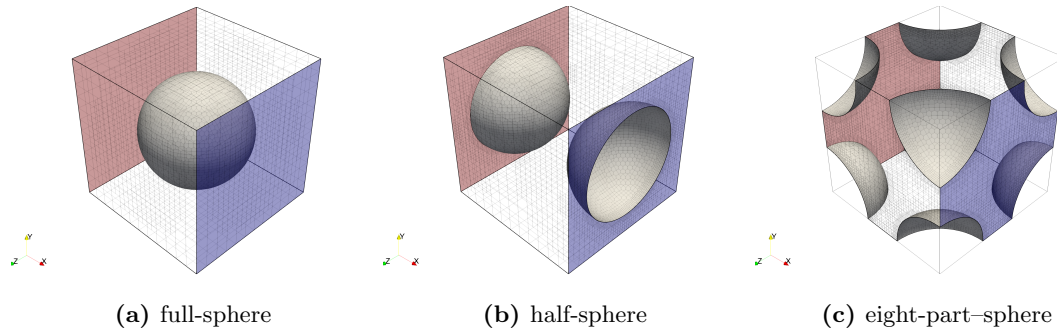 Y
Z X
Y
Z X
Y
Z X
(a) full-sphere
(b) half-sphere
(c) eight-part–sphere